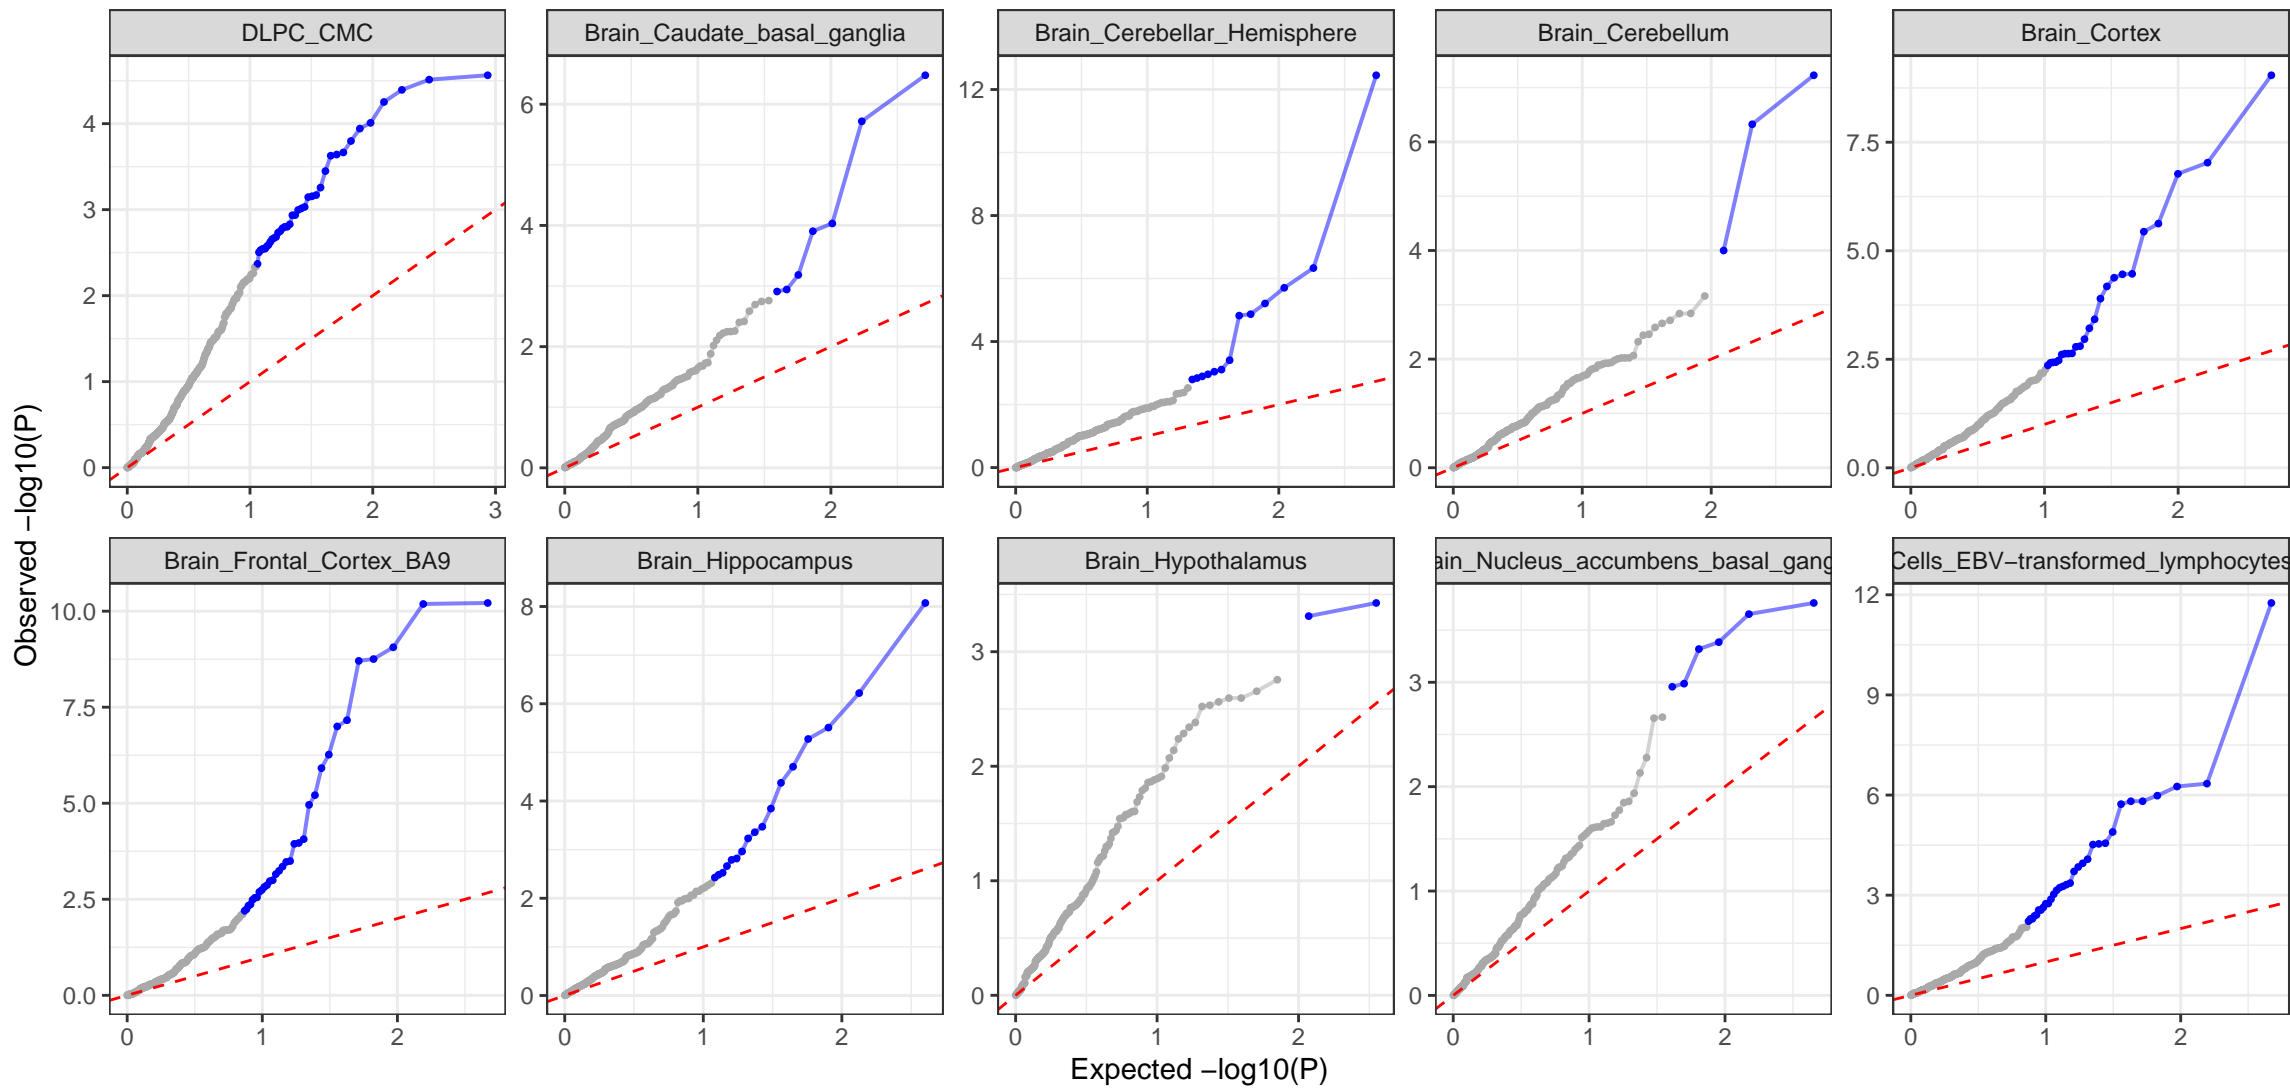 DLPC_CMC
Brain_Caudate_basal_ganglia
Brain_Cerebellar_Hemisphere
Brain_Cerebellum
Brain_Cortex
4
3
2
1
0
0 1 2 3
6
4
2
0
0 1 2
12
8
4
0
0 1 2
6
4
2
0
0 1 2
7.5
5.0
2.5
0.0
0 1 2
Observed −log10(P)
Brain_Frontal_Cortex_BA9
Brain_Hippocampus
Brain_Hypothalamus
ain_Nucleus_accumbens_basal_gang
Cells_EBV−transformed_lymphocytes
10.0
7.5
5.0
2.5
0.0
0 1 2
8
6
4
2
0
0 1 2
3
2
1
0
0 1 2
3
2
1
0
0 1 2
12
9
6
3
0
0 1 2
Expected −log10(P)